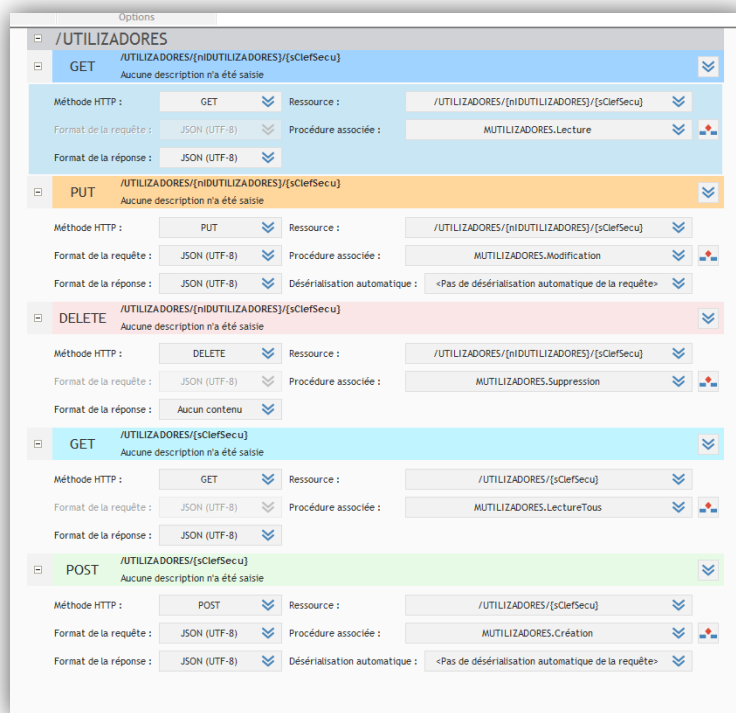 Options
/UTILIZADORES
GET /UTILIZADORES/{nIDUTILIZADORES}/{sClefSecu}
Aucune description n'a été saisie
Méthode HTTP : GET Ressource : /UTILIZADORES/{nIDUTILIZADORES}/{sClefSecu}
Format de la requête : JSON (UTF-8) Procédure associée : MUTILIZADORES.Lecture
Format de la réponse : JSON (UTF-8)
PUT /UTILIZADORES/{nIDUTILIZADORES}/{sClefSecu}
Aucune description n'a été saisie
Méthode HTTP : PUT Ressource : /UTILIZADORES/{nIDUTILIZADORES}/{sClefSecu}
Format de la requête : JSON (UTF-8) Procédure associée : MUTILIZADORES.Modification
Format de la réponse : JSON (UTF-8) Désérialisation automatique : <Pas de désérialisation automatique de la requête>
DELETE /UTILIZADORES/{nIDUTILIZADORES}/{sClefSecu}
Aucune description n'a été saisie
Méthode HTTP : DELETE Ressource : /UTILIZADORES/{nIDUTILIZADORES}/{sClefSecu}
Format de la requête : JSON (UTF-8) Procédure associée : MUTILIZADORES.Suppression
Format de la réponse : Aucun contenu
GET /UTILIZADORES/{sClefSecu}
Aucune description n'a été saisie
Méthode HTTP : GET Ressource : /UTILIZADORES/{sClefSecu}
Format de la requête : JSON (UTF-8) Procédure associée : MUTILIZADORES.LectureTous
Format de la réponse : JSON (UTF-8)
POST /UTILIZADORES/{sClefSecu}
Aucune description n'a été saisie
Méthode HTTP : POST Ressource : /UTILIZADORES/{sClefSecu}
Format de la requête : JSON (UTF-8) Procédure associée : MUTILIZADORES.Création
Format de la réponse : JSON (UTF-8) Désérialisation automatique : <Pas de désérialisation automatique de la requête>